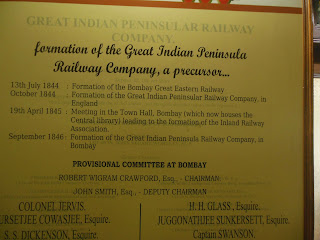 GREAT INDIAN PENINSULAR RAILWAY
COMPANY.
formation of the Great Indian Peninsula
Railway Company, a precursor...
13th July 1844 : Formation of the Bombay Great Eastern Railway
October 1844 : Formation of the Great Indian Peninsular Railway Company, in
England
19th April 1845 : Meeting in the Town Hall, Bombay (which now houses the
Central library) leading to the formation of the Inland Railway
Association.
September 1846: Formation of the Great Indian Peninsula Railway Company, in
Bombay
PROVISIONAL COMMITTEE AT BOMBAY
ROBERT WIGRAM CRAWFORD, Esq., - CHAIRMAN
JOHN SMITH, Esq., - DEPUTY CHAIRMAN
COLONEL JERVIS. H. H. GLASS, Esquire.
URSETJEE COWASJEE, Esquire. JUGGONATHJEE SUNKERSETT, Esquire.
S. S. DICKENSON, Esquire. Captain SWANSON.